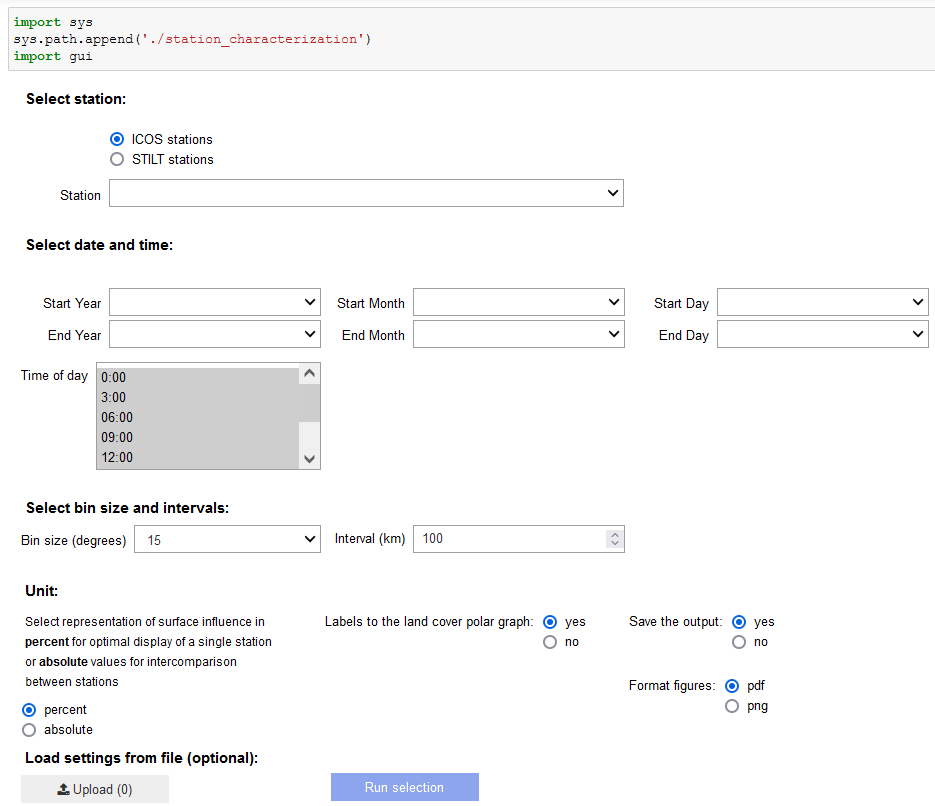 import sys
sys.path.append('./station_characterization')
import gui
Select station:
ICOS stations
STILT stations
Station
Select date and time:
Start Year Start Month Start Day
End Year End Month End Day
Time of day 0:00
3:00
06:00
09:00
12:00
Select bin size and intervals:
Bin size (degrees) 15 Interval (km) 100
Unit:
Select representation of surface influence in
percent for optimal display of a single station
or absolute values for intercomparison
between stations
percent
absolute
Labels to the land cover polar graph: yes
no
Save the output: yes
no
Format figures: pdf
png
Load settings from file (optional):
Upload (0) Run selection